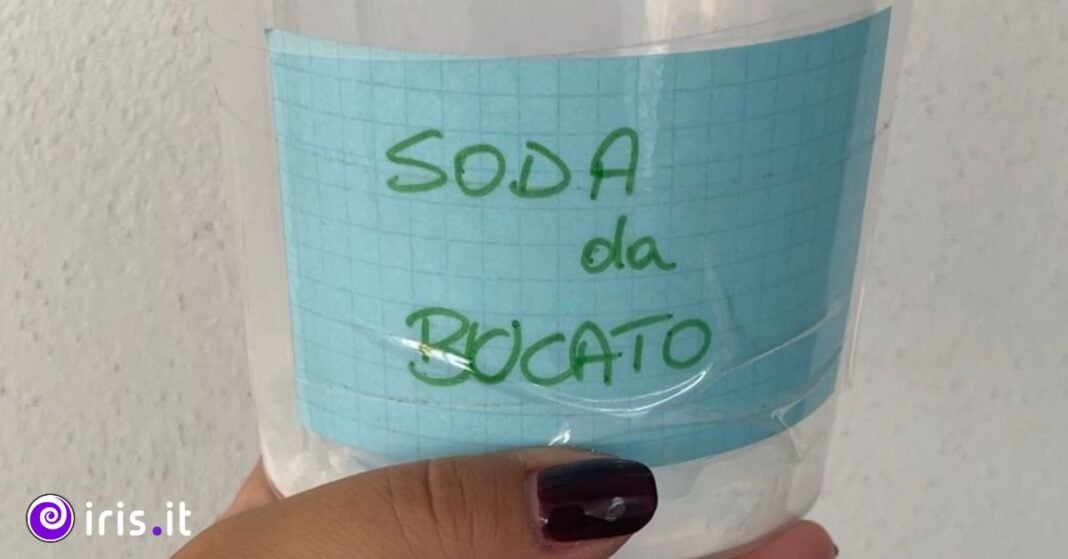 SODA
da
BUCATO
iris.it